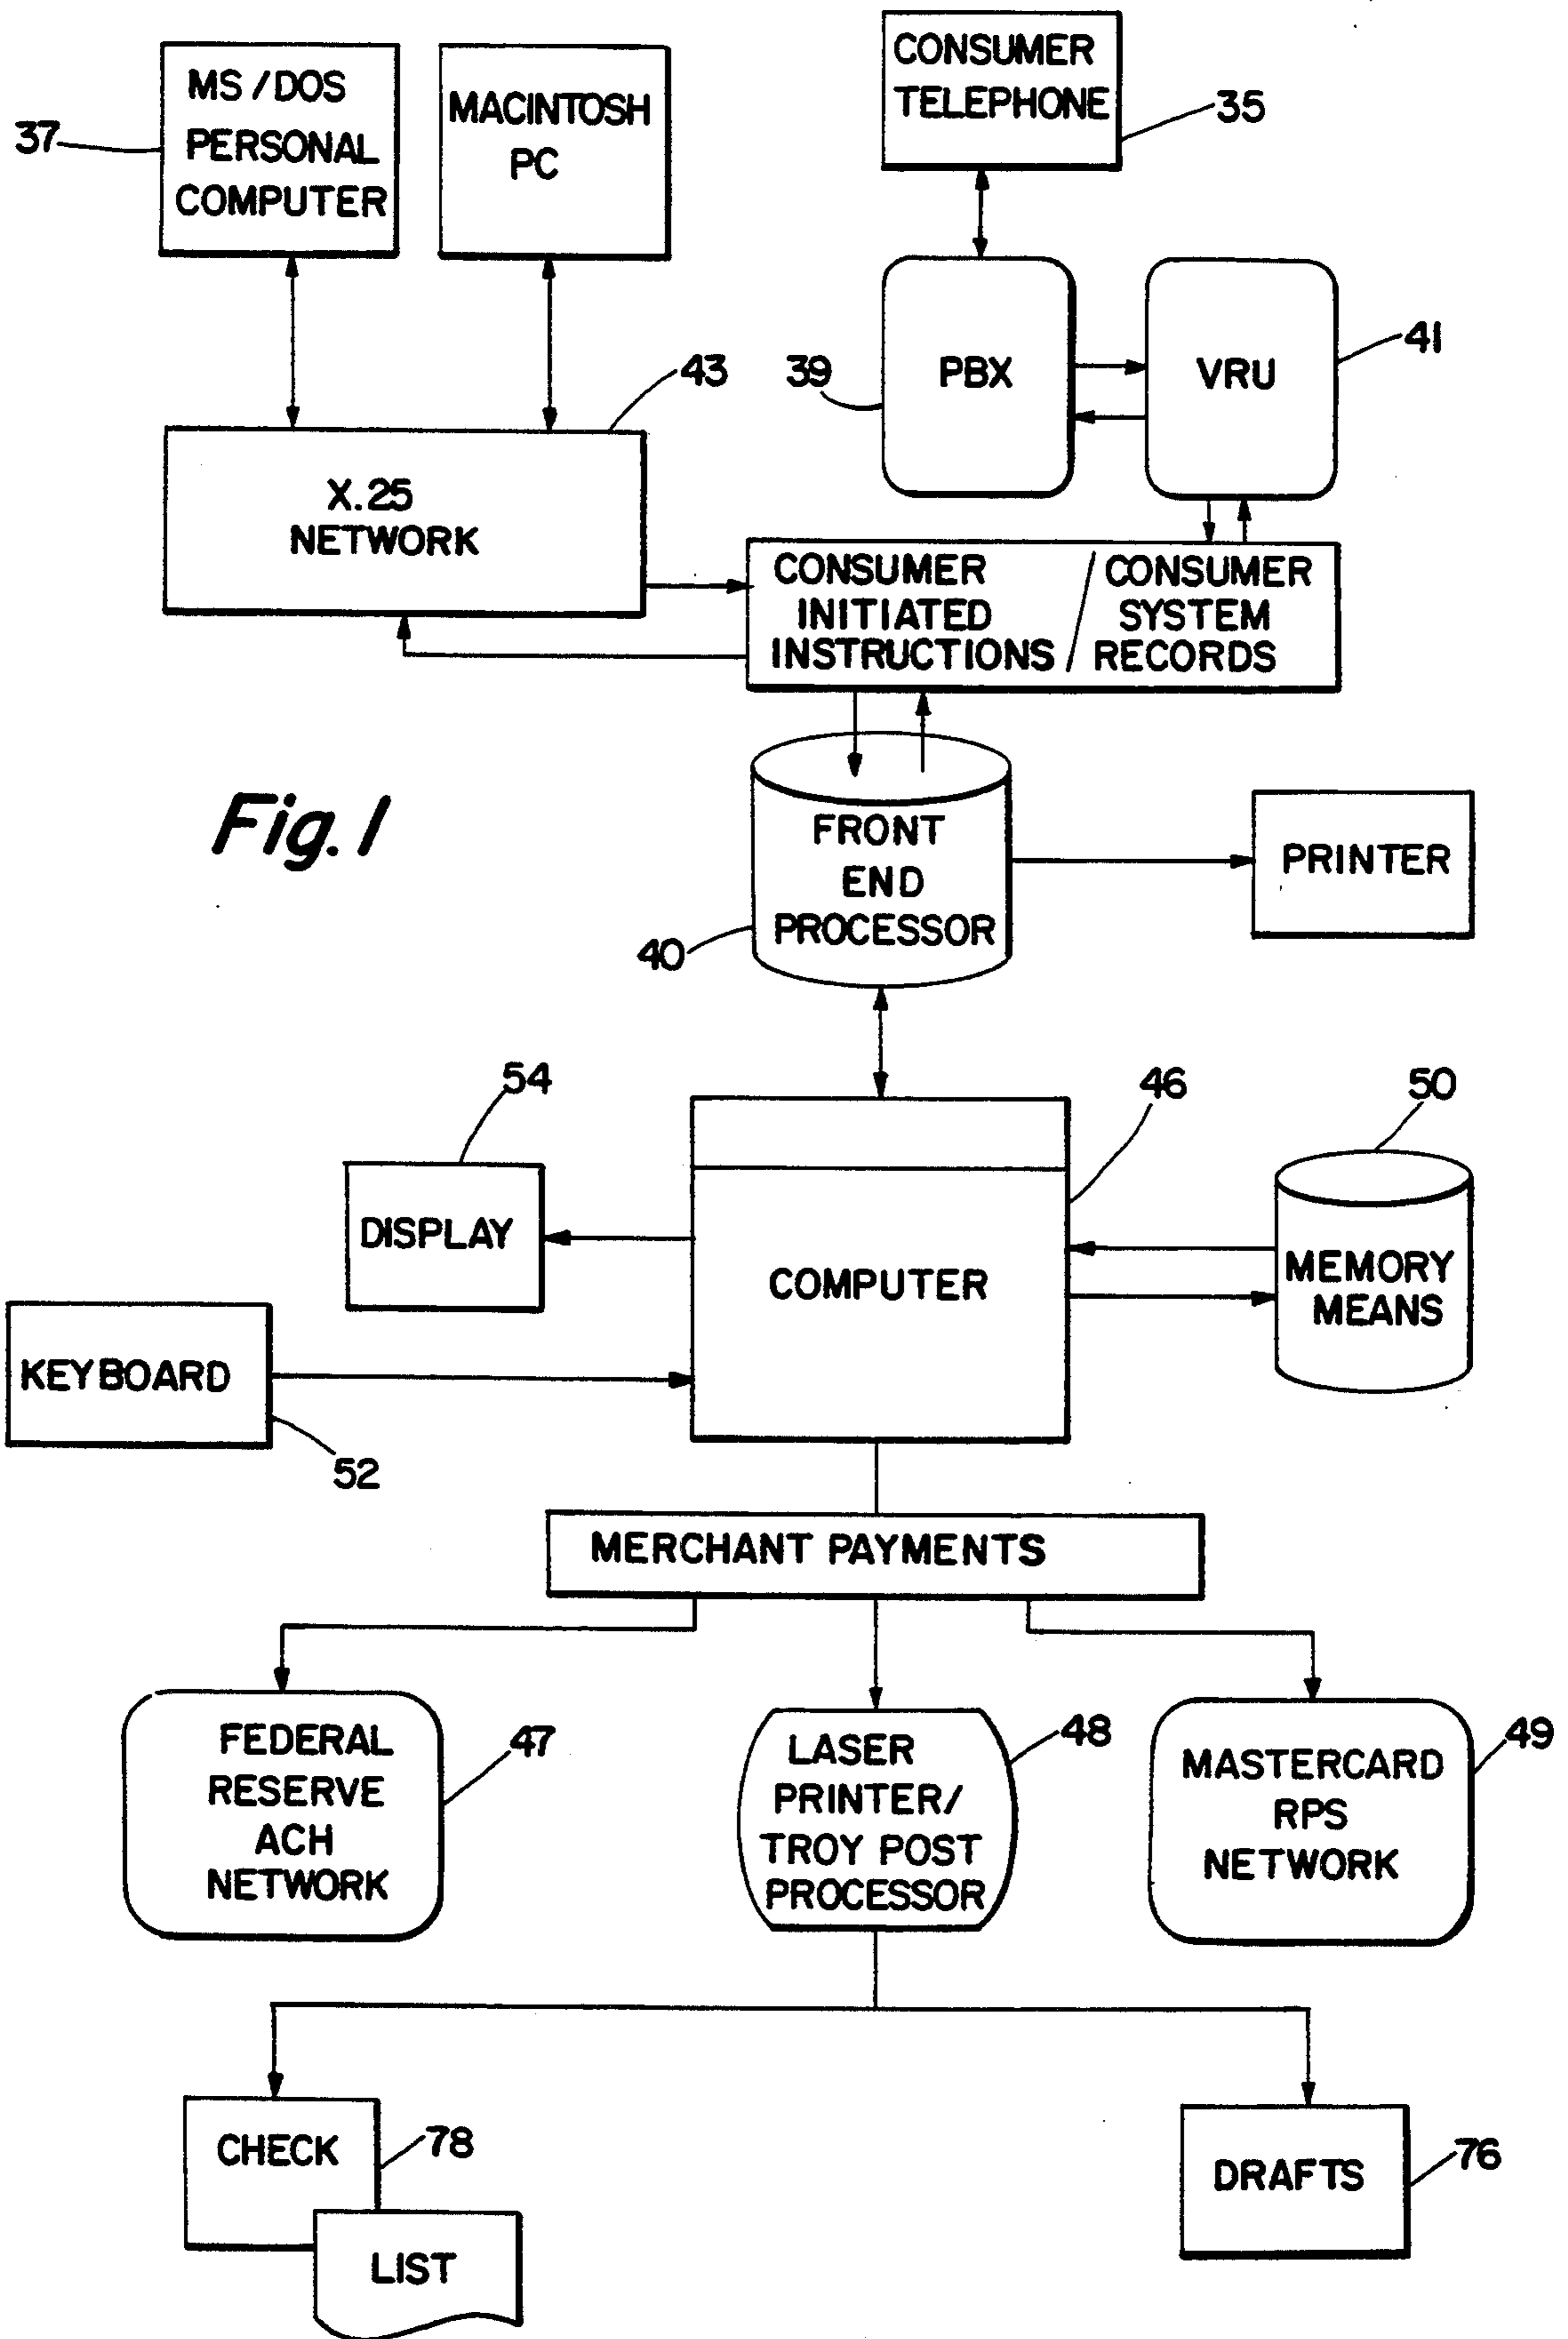 CONSUMER
TELEPHONE
35
MS/DOS
PERSONAL
COMPUTER
37
MACINTOSH
PC
43
39
PBX
VRU
41
X.25
NETWORK
CONSUMER
INITIATED
INSTRUCTIONS
/
CONSUMER
SYSTEM
RECORDS
Fig. 1
FRONT
END
PROCESSOR
40
PRINTER
54
DISPLAY
46
COMPUTER
50
MEMORY
MEANS
KEYBOARD
52
MERCHANT PAYMENTS
FEDERAL
RESERVE
ACH
NETWORK
47
LASER
PRINTER/
TROY POST
PROCESSOR
48
MASTERCARD
RPS
NETWORK
49
CHECK
78
LIST
DRAFTS
76